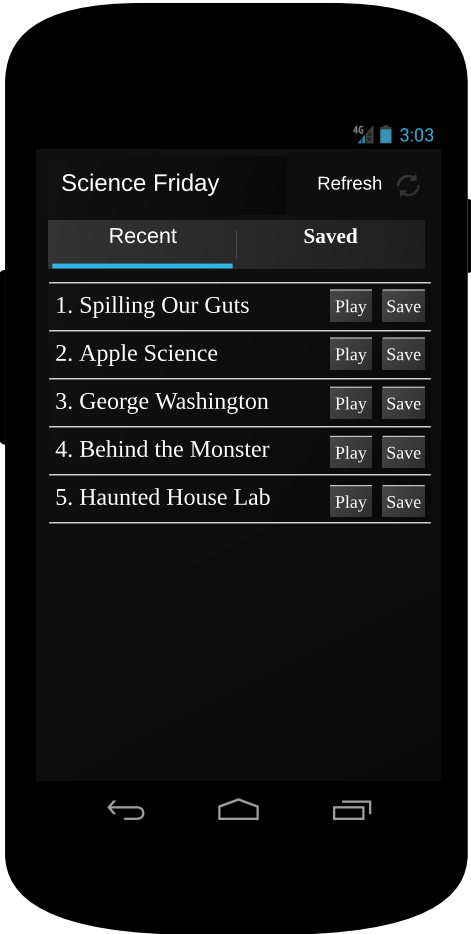 4G 3:03
Science Friday Refresh
Recent Saved
1. Spilling Our Guts Play Save
2. Apple Science Play Save
3. George Washington Play Save
4. Behind the Monster Play Save
5. Haunted House Lab Play Save